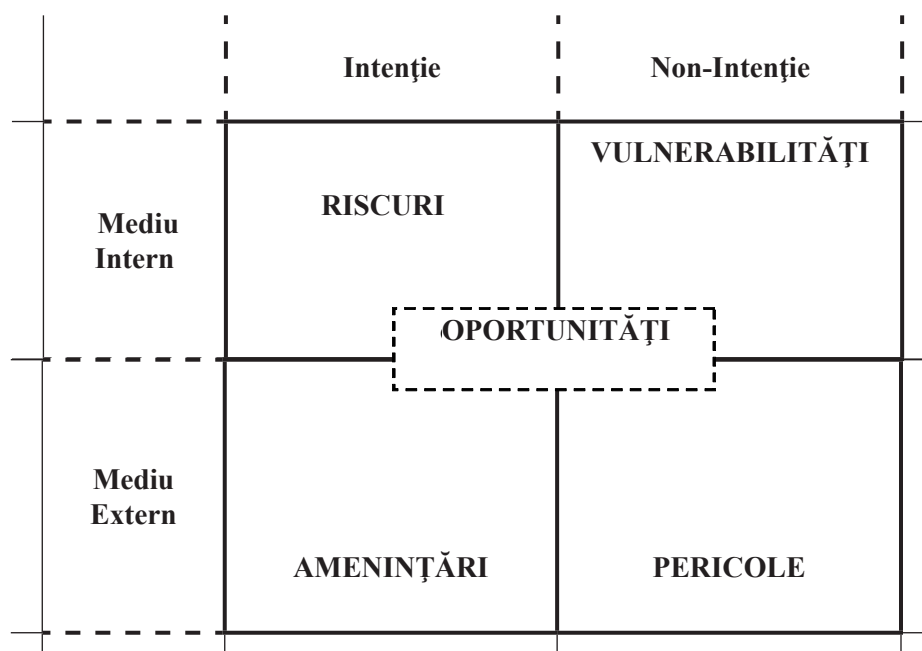 Intenţie
Non-Intenţie
VULNERABILITĂŢI
RISCURI
Mediu
Intern
OPORTUNITĂŢI
Mediu
Extern
AMENINŢĂRI
PERICOLE